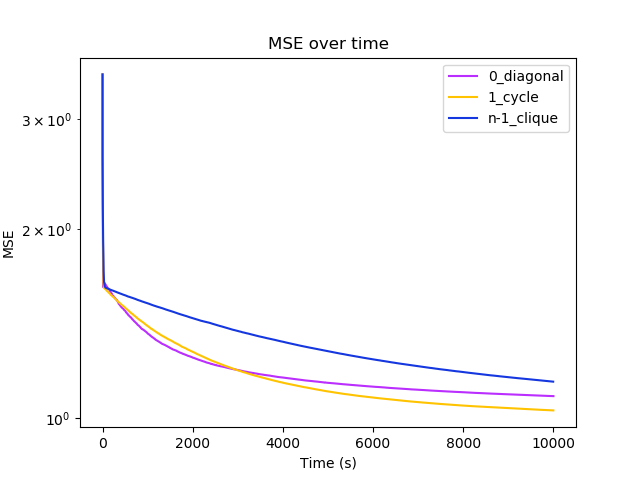 MSE over time
0_diagonal
1_cycle
n-1_clique
3 × 10⁰
2 × 10⁰
10⁰
MSE
0 2000 4000 6000 8000 10000
Time (s)